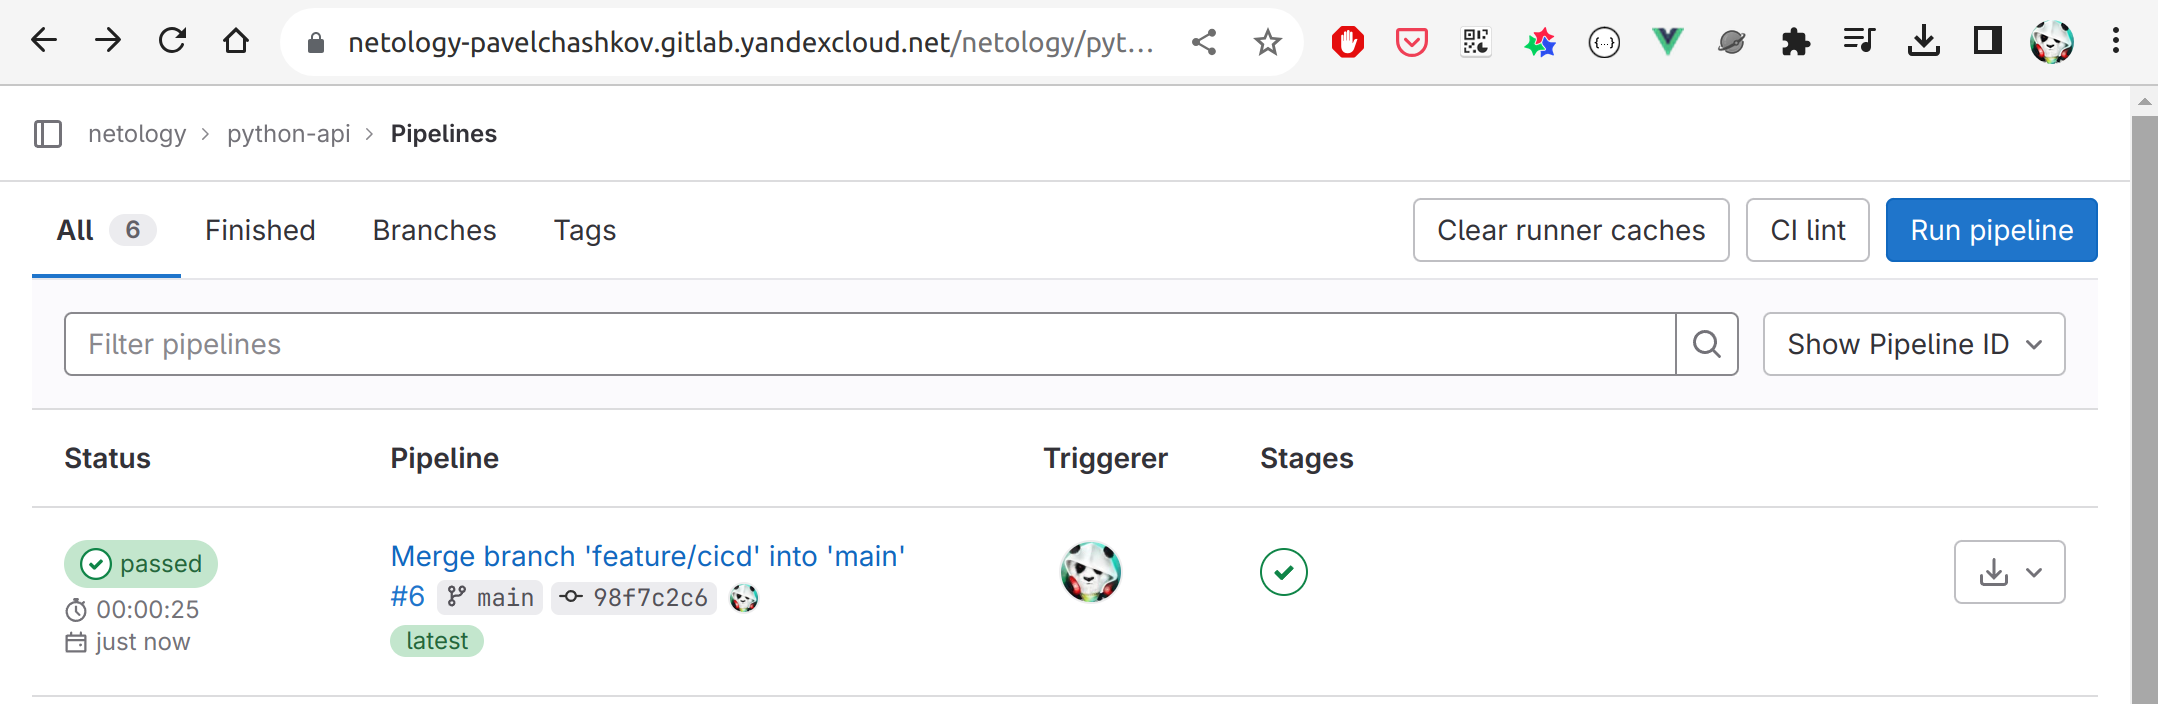 netology-pavelchashkov.gitlab.yandexcloud.net/netology/pyt...
netology > python-api > Pipelines
All 6 Finished Branches Tags Clear runner caches CI lint Run pipeline
Filter pipelines Show Pipeline ID
Status Pipeline Triggerer Stages
passed Merge branch 'feature/cicd' into 'main'
00:00:25 #6 main 98f7c2c6
just now latest